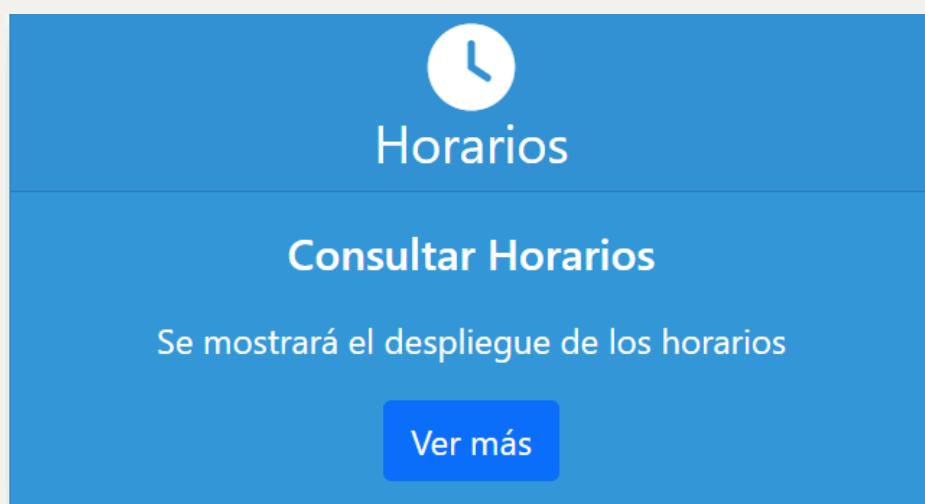 Horarios
Consultar Horarios
Se mostrará el despliegue de los horarios
Ver más